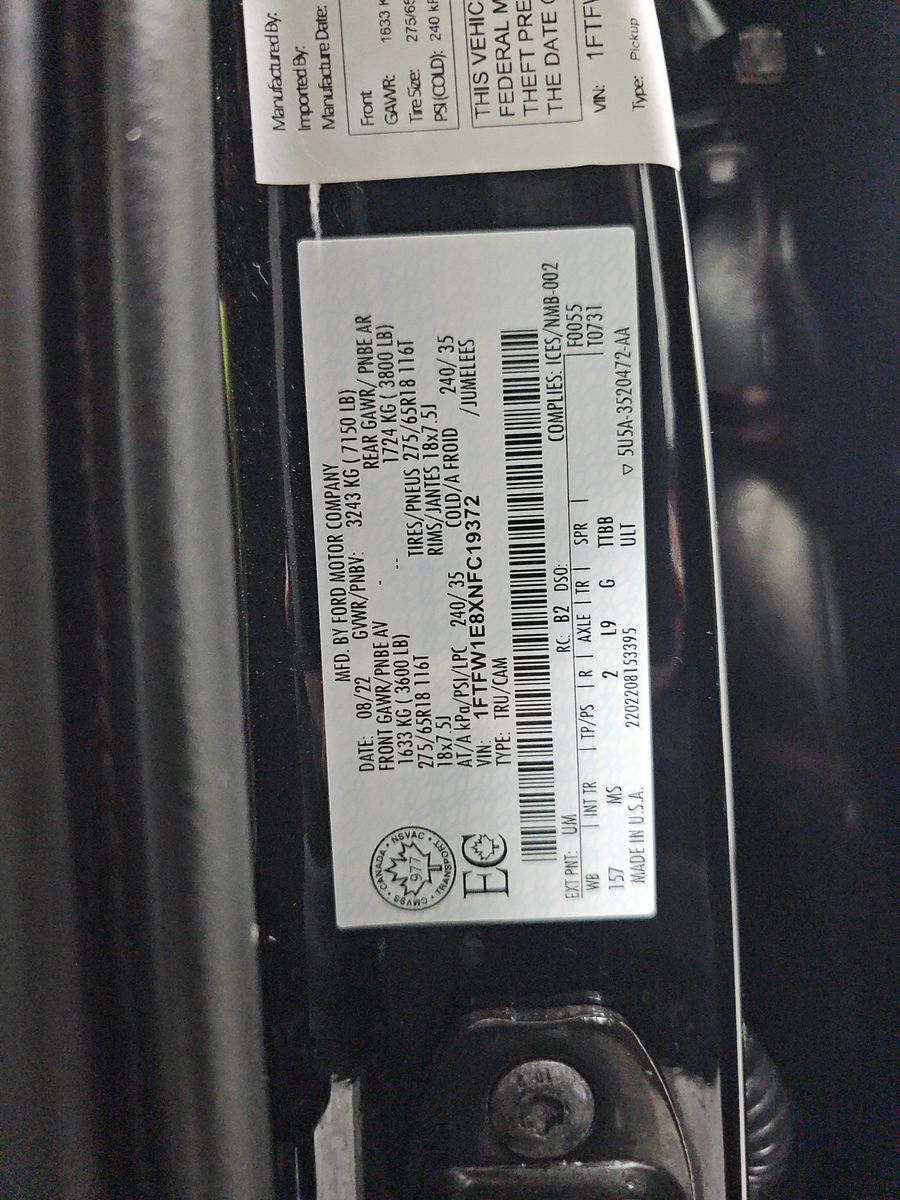 MFD. BY FORD MOTOR COMPANY
DATE: 08/22 GVWR/PNBV: 3243 KG ( 7150 LB)
FRONT GAWR/PNBE AV - REAR GAWR/ PNBE AR
1633 KG ( 3600 LB) -- 1724 KG ( 3800 LB)
275/65R18 116T TIRES/PNEUS 275/65R18 116T
18x7.5J RIMS/JANTES 18x7.5J
AT/A kPa/PSI/LPC 240/ 35 COLD/A FROID 240/ 35
VIN: 1FTFW1E8XNFC19372 /JUMELEES
TYPE: TRU/CAM
CANADA • NSVAC • TRANSPORT • CMVSS •
977
EC
COMPLIES: CES/NMB-002
EXT PNT: UM RC: B2 DSO: F0055
WB | INT TR | TP/PS | R | AXLE | TR | SPR | T0731
157 MS 2 L9 G TTBB
MADE IN U.S.A. 2202208153395 ULT ▽ 5U5A-3520472-AA
Manufactured By:
Imported By:
Manufacture Date:
Front
GAWR: 1633 K
Tire Size: 275/65
PSI (COLD): 240 kP
THIS VEHIC
FEDERAL M
THEFT PRE
THE DATE O
VIN: 1FTFW
Type: Pickup